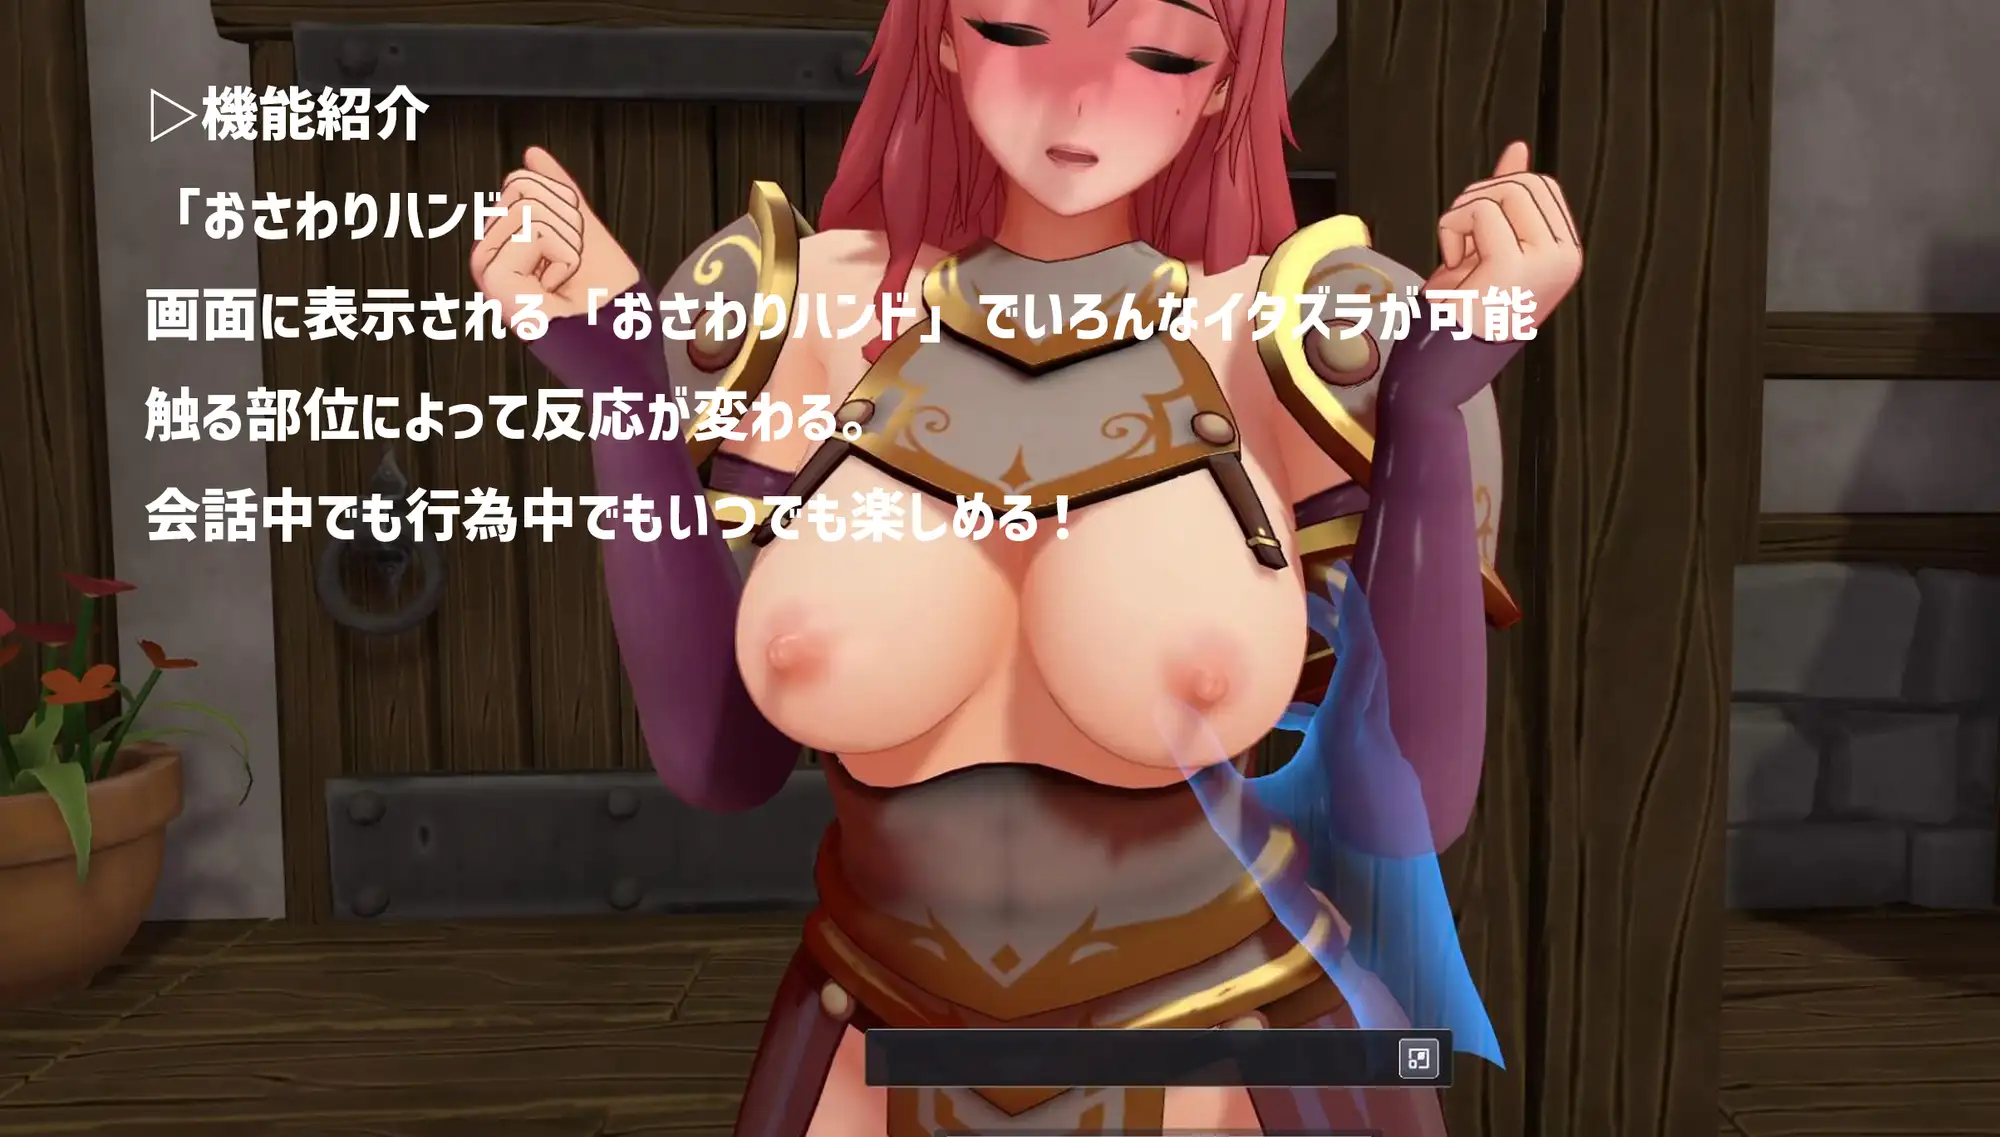 ▷機能紹介
「おさわりハンド」
画面に表示される「おさわりハンド」でいろんなイタズラが可能
触る部位によって反応が変わる。
会話中でも行為中でもいつでも楽しめる！